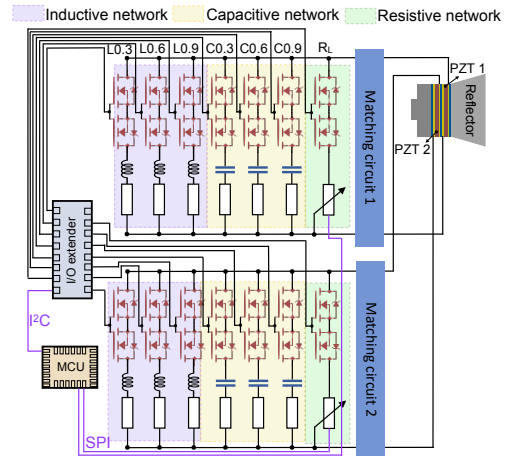 Inductive network Capacitive network Resistive network
L0.3 L0.6 L0.9 C0.3 C0.6 C0.9 RL
Matching circuit 1
PZT 1
Reflector
PZT 2
I/O extender
I²C
MCU
SPI
Matching circuit 2